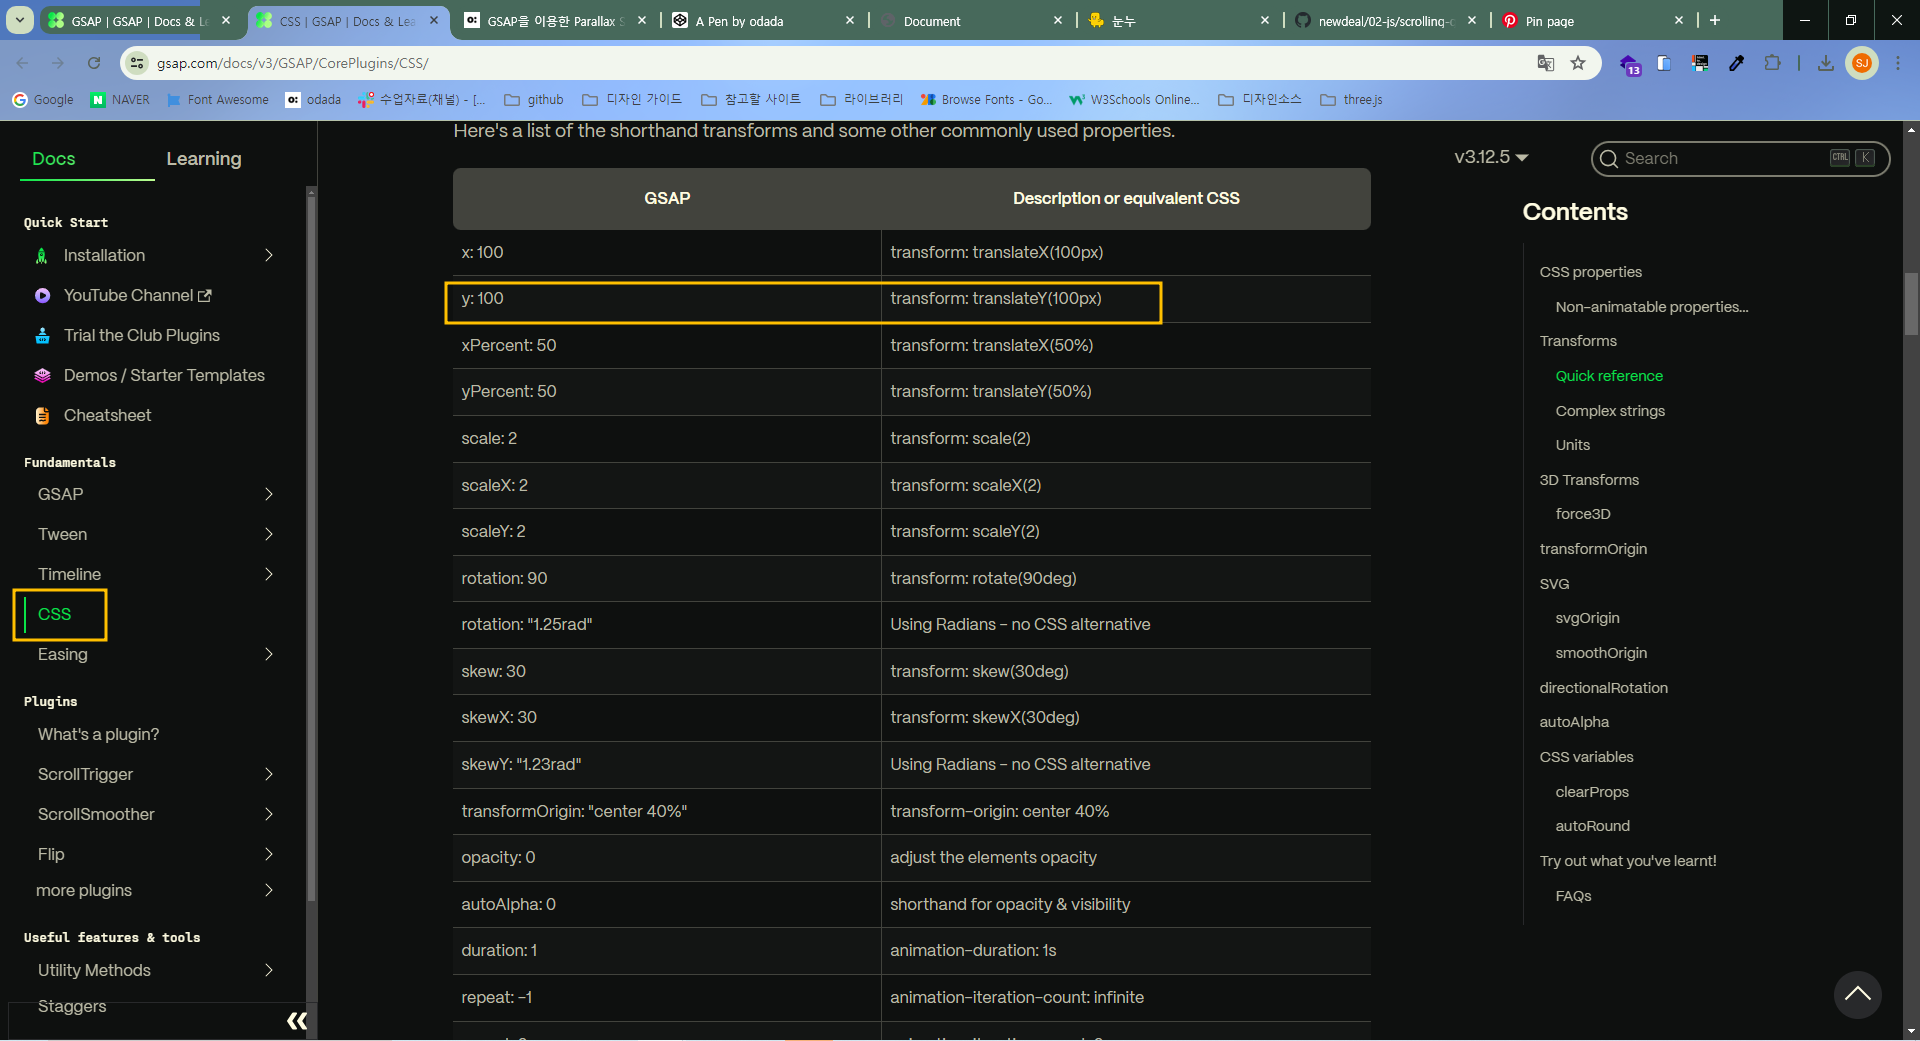 GSAP | GSAP | Docs & Le
CSS | GSAP | Docs & Lea
GSAP을 이용한 Parallax S
A Pen by odada
Document
눈누
newdeal/02-js/scrolling-c
Pin page
gsap.com/docs/v3/GSAP/CorePlugins/CSS/
13
SJ
Google
NAVER
Font Awesome
odada
수업자료(채널) - [...
github
디자인 가이드
참고할 사이트
라이브러리
Browse Fonts - Go...
W3Schools Online...
디자인소스
three.js
Docs
Learning
Quick Start
Installation
YouTube Channel
Trial the Club Plugins
Demos / Starter Templates
Cheatsheet
Fundamentals
GSAP
Tween
Timeline
CSS
Easing
Plugins
What's a plugin?
ScrollTrigger
ScrollSmoother
Flip
more plugins
Useful features & tools
Utility Methods
Staggers
Here's a list of the shorthand transforms and some other commonly used properties.
GSAP Description or equivalent CSS
x: 100 transform: translateX(100px)
y: 100 transform: translateY(100px)
xPercent: 50 transform: translateX(50%)
yPercent: 50 transform: translateY(50%)
scale: 2 transform: scale(2)
scaleX: 2 transform: scaleX(2)
scaleY: 2 transform: scaleY(2)
rotation: 90 transform: rotate(90deg)
rotation: "1.25rad" Using Radians - no CSS alternative
skew: 30 transform: skew(30deg)
skewX: 30 transform: skewX(30deg)
skewY: "1.23rad" Using Radians - no CSS alternative
transformOrigin: "center 40%" transform-origin: center 40%
opacity: 0 adjust the elements opacity
autoAlpha: 0 shorthand for opacity & visibility
duration: 1 animation-duration: 1s
repeat: -1 animation-iteration-count: infinite
v3.12.5
Search
CTRL K
Contents
CSS properties
Non-animatable properties...
Transforms
Quick reference
Complex strings
Units
3D Transforms
force3D
transformOrigin
SVG
svgOrigin
smoothOrigin
directionalRotation
autoAlpha
CSS variables
clearProps
autoRound
Try out what you've learnt!
FAQs